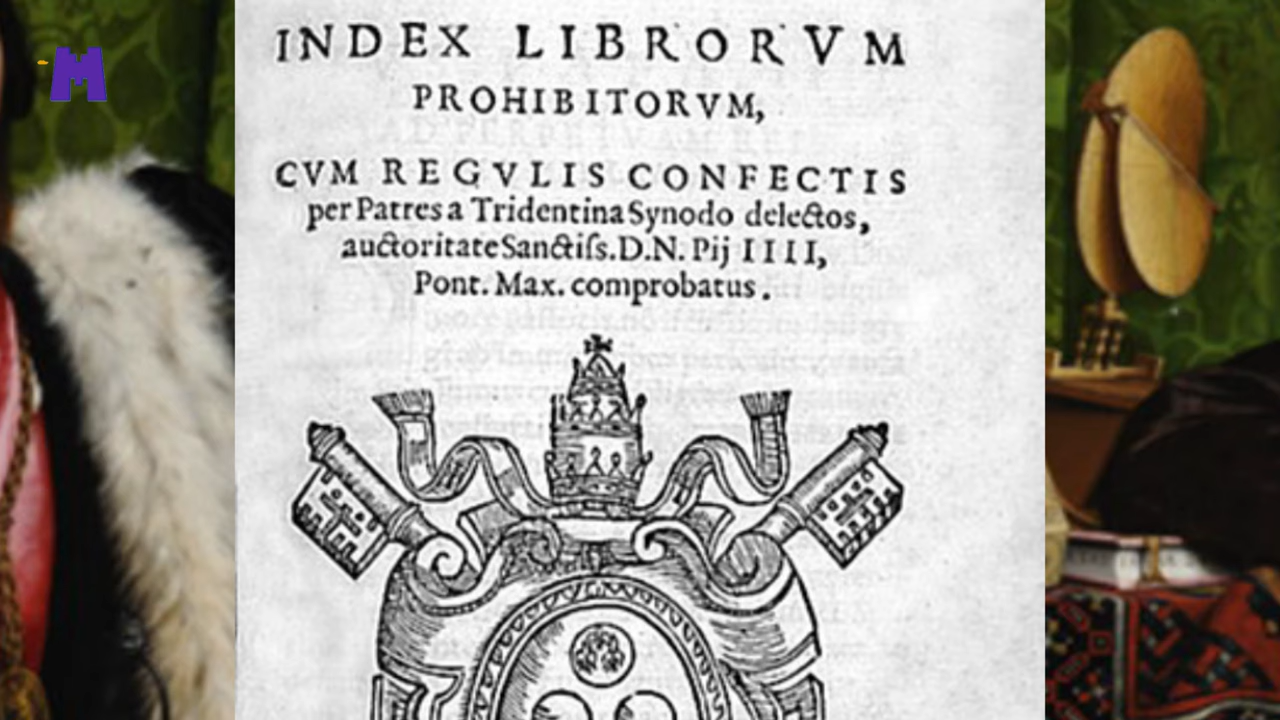 M
INDEX LIBRORVM
PROHIBITORVM,
CVM REGVLIS CONFECTIS
per Patres a Tridentina Synodo delectos,
auctoritate Sanctiſs. D. N. Pij IIII,
Pont. Max. comprobatus.